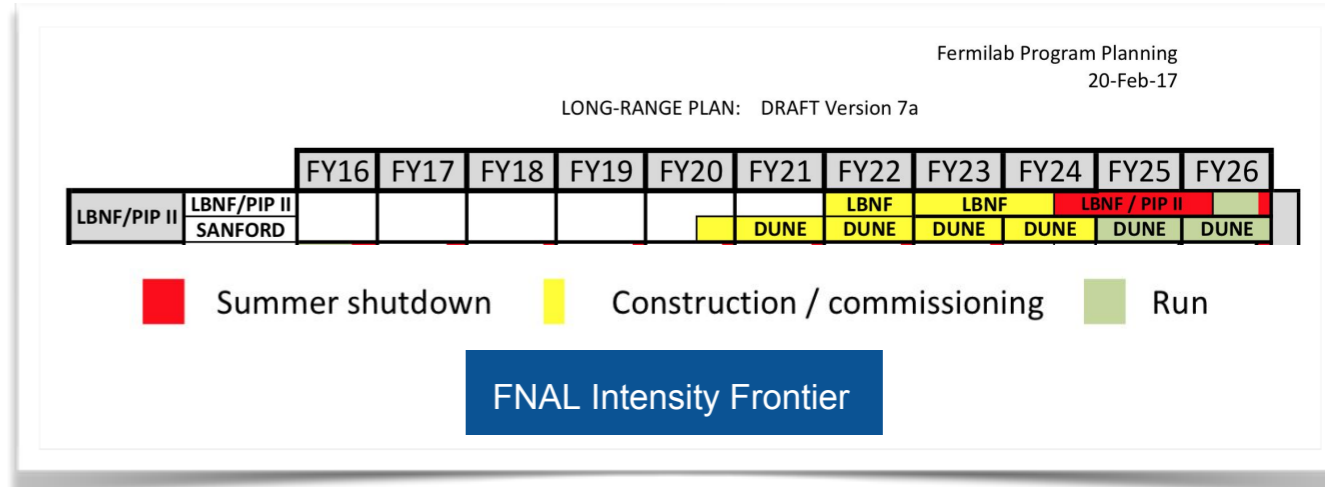 Fermilab Program Planning
20-Feb-17
LONG-RANGE PLAN: DRAFT Version 7a
FY16 FY17 FY18 FY19 FY20 FY21 FY22 FY23 FY24 FY25 FY26
LBNF/PIP II LBNF/PIP II LBNF LBNF LBNF / PIP II
SANFORD DUNE DUNE DUNE DUNE DUNE DUNE
Summer shutdown Construction / commissioning Run
FNAL Intensity Frontier